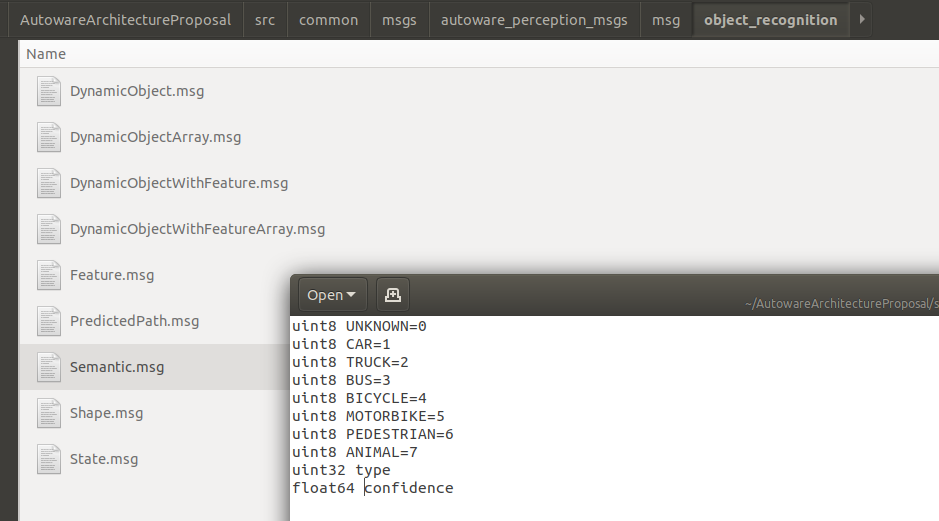 AutowareArchitectureProposal src common msgs autoware_perception_msgs msg object_recognition
Name
DynamicObject.msg
DynamicObjectArray.msg
DynamicObjectWithFeature.msg
DynamicObjectWithFeatureArray.msg
Feature.msg
PredictedPath.msg
Semantic.msg
Shape.msg
State.msg
Open
~/AutowareArchitectureProposal/s
uint8 UNKNOWN=0
uint8 CAR=1
uint8 TRUCK=2
uint8 BUS=3
uint8 BICYCLE=4
uint8 MOTORBIKE=5
uint8 PEDESTRIAN=6
uint8 ANIMAL=7
uint32 type
float64 confidence